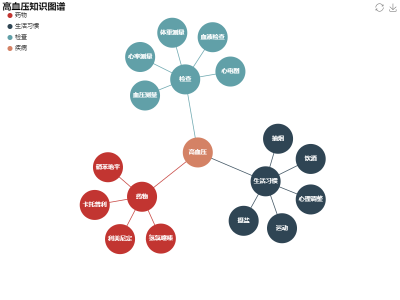 高血压知识图谱
药物
生活习惯
检查
疾病
体重测量
血液检查
心率测量
心电图
检查
血压测量
抽烟
高血压
饮酒
硝苯地平
生活习惯
药物
心理调整
卡托普利
限盐
运动
利美尼定
氢氯噻嗪